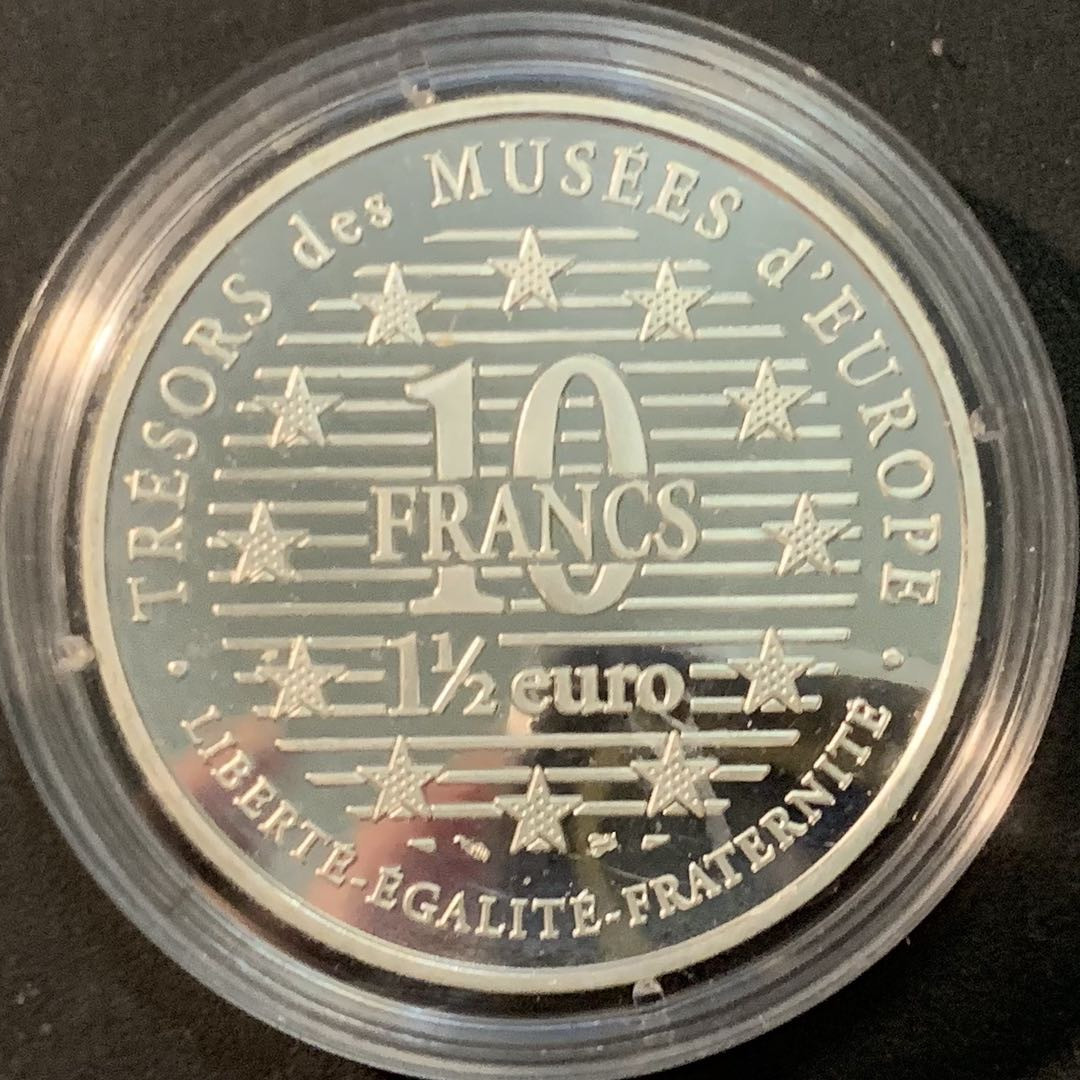 TRÉSORS des MUSÉES d'EUROPE
10
FRANCS
1½ euro
LIBERTÉ-ÉGALITÉ-FRATERNITÉ